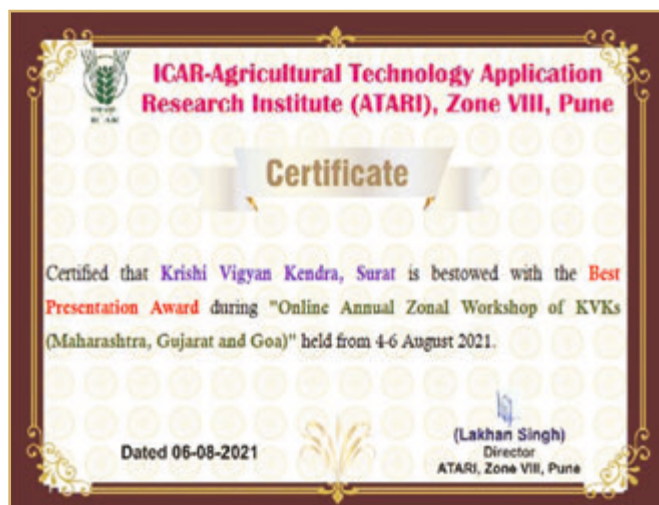 ICAR-Agricultural Technology Application
Research Institute (ATARI), Zone VIII, Pune
Certificate
Certified that Krishi Vigyan Kendra, Surat is bestowed with the Best
Presentation Award during "Online Annual Zonal Workshop of KVKs
(Maharashtra, Gujarat and Goa)" held from 4-6 August 2021.
(Lakhan Singh)
Dated 06-08-2021
Director
ATARI, Zone VIII, Pune